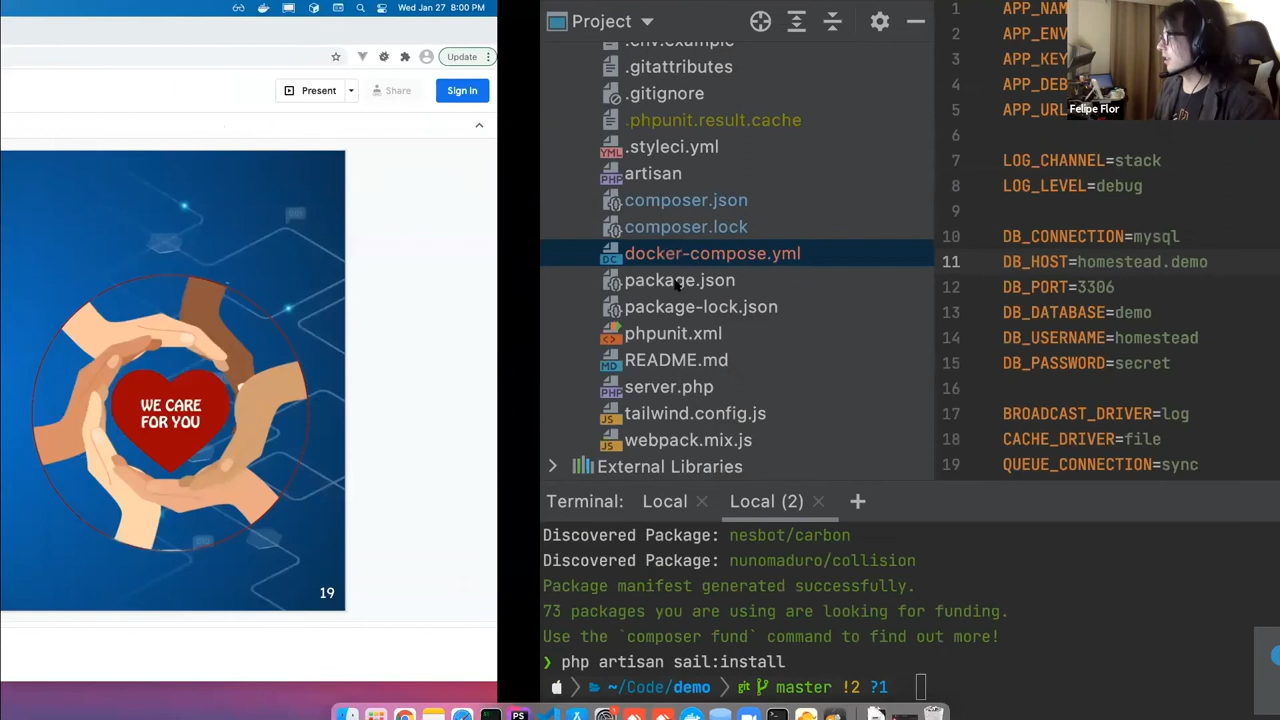 Wed Jan 27 8:00 PM
Update
Present
Share
Sign In
WE CARE
FOR YOU
19
Project
.env.example
.gitattributes
.gitignore
.phpunit.result.cache
.styleci.yml
artisan
composer.json
composer.lock
docker-compose.yml
package.json
package-lock.json
phpunit.xml
README.md
server.php
tailwind.config.js
webpack.mix.js
External Libraries
1 APP_NAM
2 APP_ENV
3 APP_KEY
4 APP_DEB
5 APP_URL
6
7 LOG_CHANNEL=stack
8 LOG_LEVEL=debug
9
10 DB_CONNECTION=mysql
11 DB_HOST=homestead.demo
12 DB_PORT=3306
13 DB_DATABASE=demo
14 DB_USERNAME=homestead
15 DB_PASSWORD=secret
16
17 BROADCAST_DRIVER=log
18 CACHE_DRIVER=file
19 QUEUE_CONNECTION=sync
Felipe Flor
Terminal: Local × Local (2) × +
Discovered Package: nesbot/carbon
Discovered Package: nunomaduro/collision
Package manifest generated successfully.
73 packages you are using are looking for funding.
Use the `composer fund` command to find out more!
❯ php artisan sail:install
~/Code/demo git master !2 ?1